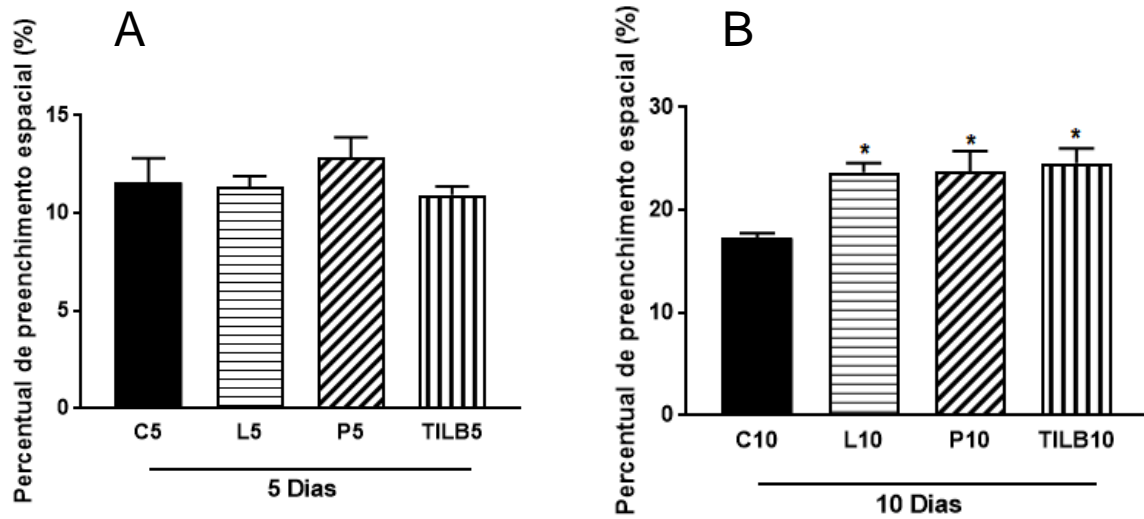 A
Percentual de preenchimento espacial (%)
15
10
5
0
C5 L5 P5 TILB5
5 Dias
B
Percentual de preenchimento espacial (%)
30
20
10
0
* * *
C10 L10 P10 TILB10
10 Dias